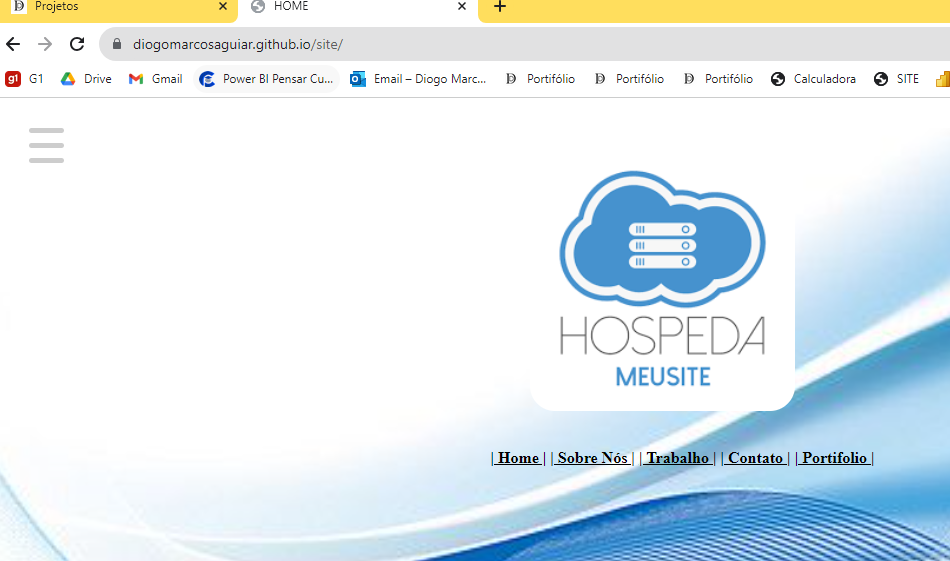 Projetos HOME
diogomarcosaguiar.github.io/site/
G1 Drive Gmail Power BI Pensar Cu... Email – Diogo Marc... Portifólio Portifólio Portifólio Calculadora SITE
HOSPEDA
MEUSITE
| Home | | Sobre Nós | | Trabalho | | Contato | | Portifolio |